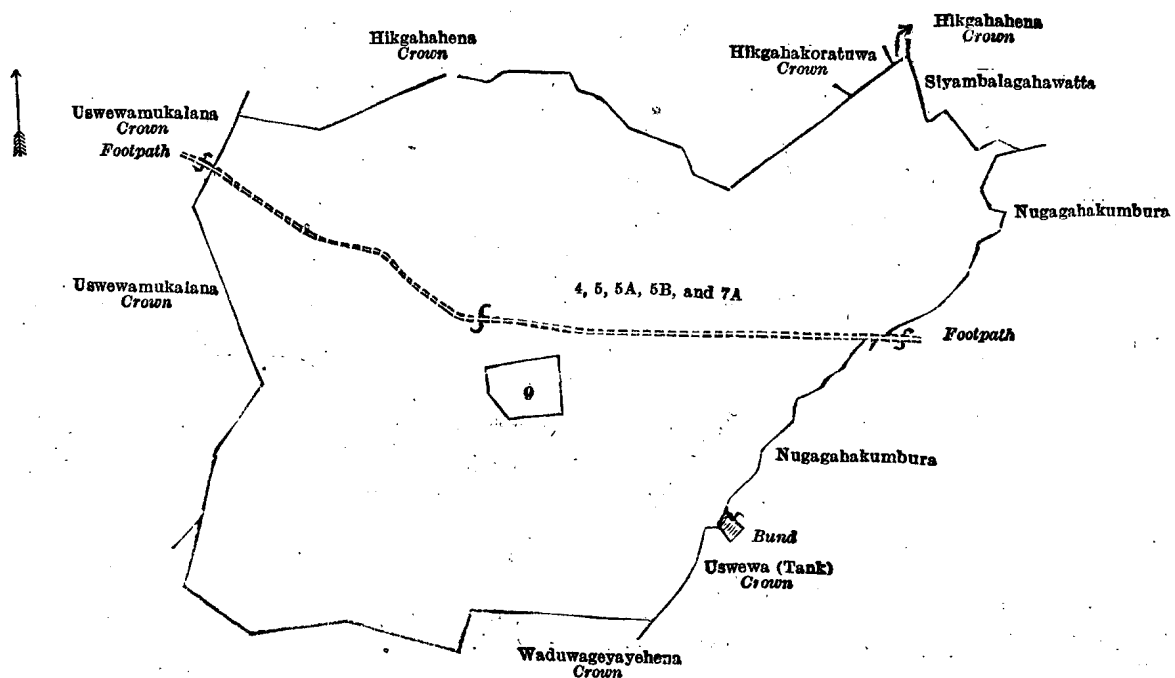 Hikgahahena
Crown
Hikgahahena
Crown
Hikgahakoratuwa
Crown
Siyambalagahawatta
Uswewamukalana
Crown
Footpath
Nugagahakumbura
Uswewamukalana
Crown
4, 5, 5A, 5B, and 7A
Footpath
9
Nugagahakumbura
Bund
Uswewa (Tank)
Crown
Waduwageyayehena
Crown